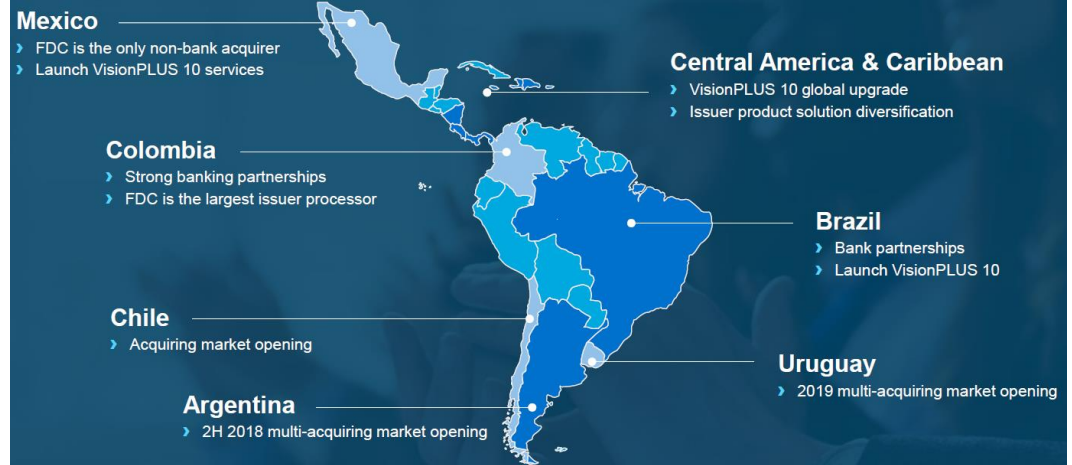 Mexico
› FDC is the only non-bank acquirer
› Launch VisionPLUS 10 services
Central America & Caribbean
› VisionPLUS 10 global upgrade
› Issuer product solution diversification
Colombia
› Strong banking partnerships
› FDC is the largest issuer processor
Brazil
› Bank partnerships
› Launch VisionPLUS 10
Chile
› Acquiring market opening
Uruguay
› 2019 multi-acquiring market opening
Argentina
› 2H 2018 multi-acquiring market opening